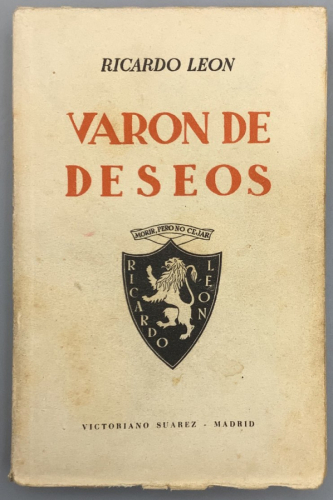 RICARDO LEON
VARON DE
DESEOS
MORIR, PERO NO CEJAR
RICARDO
LEON
VICTORIANO SUAREZ - MADRID